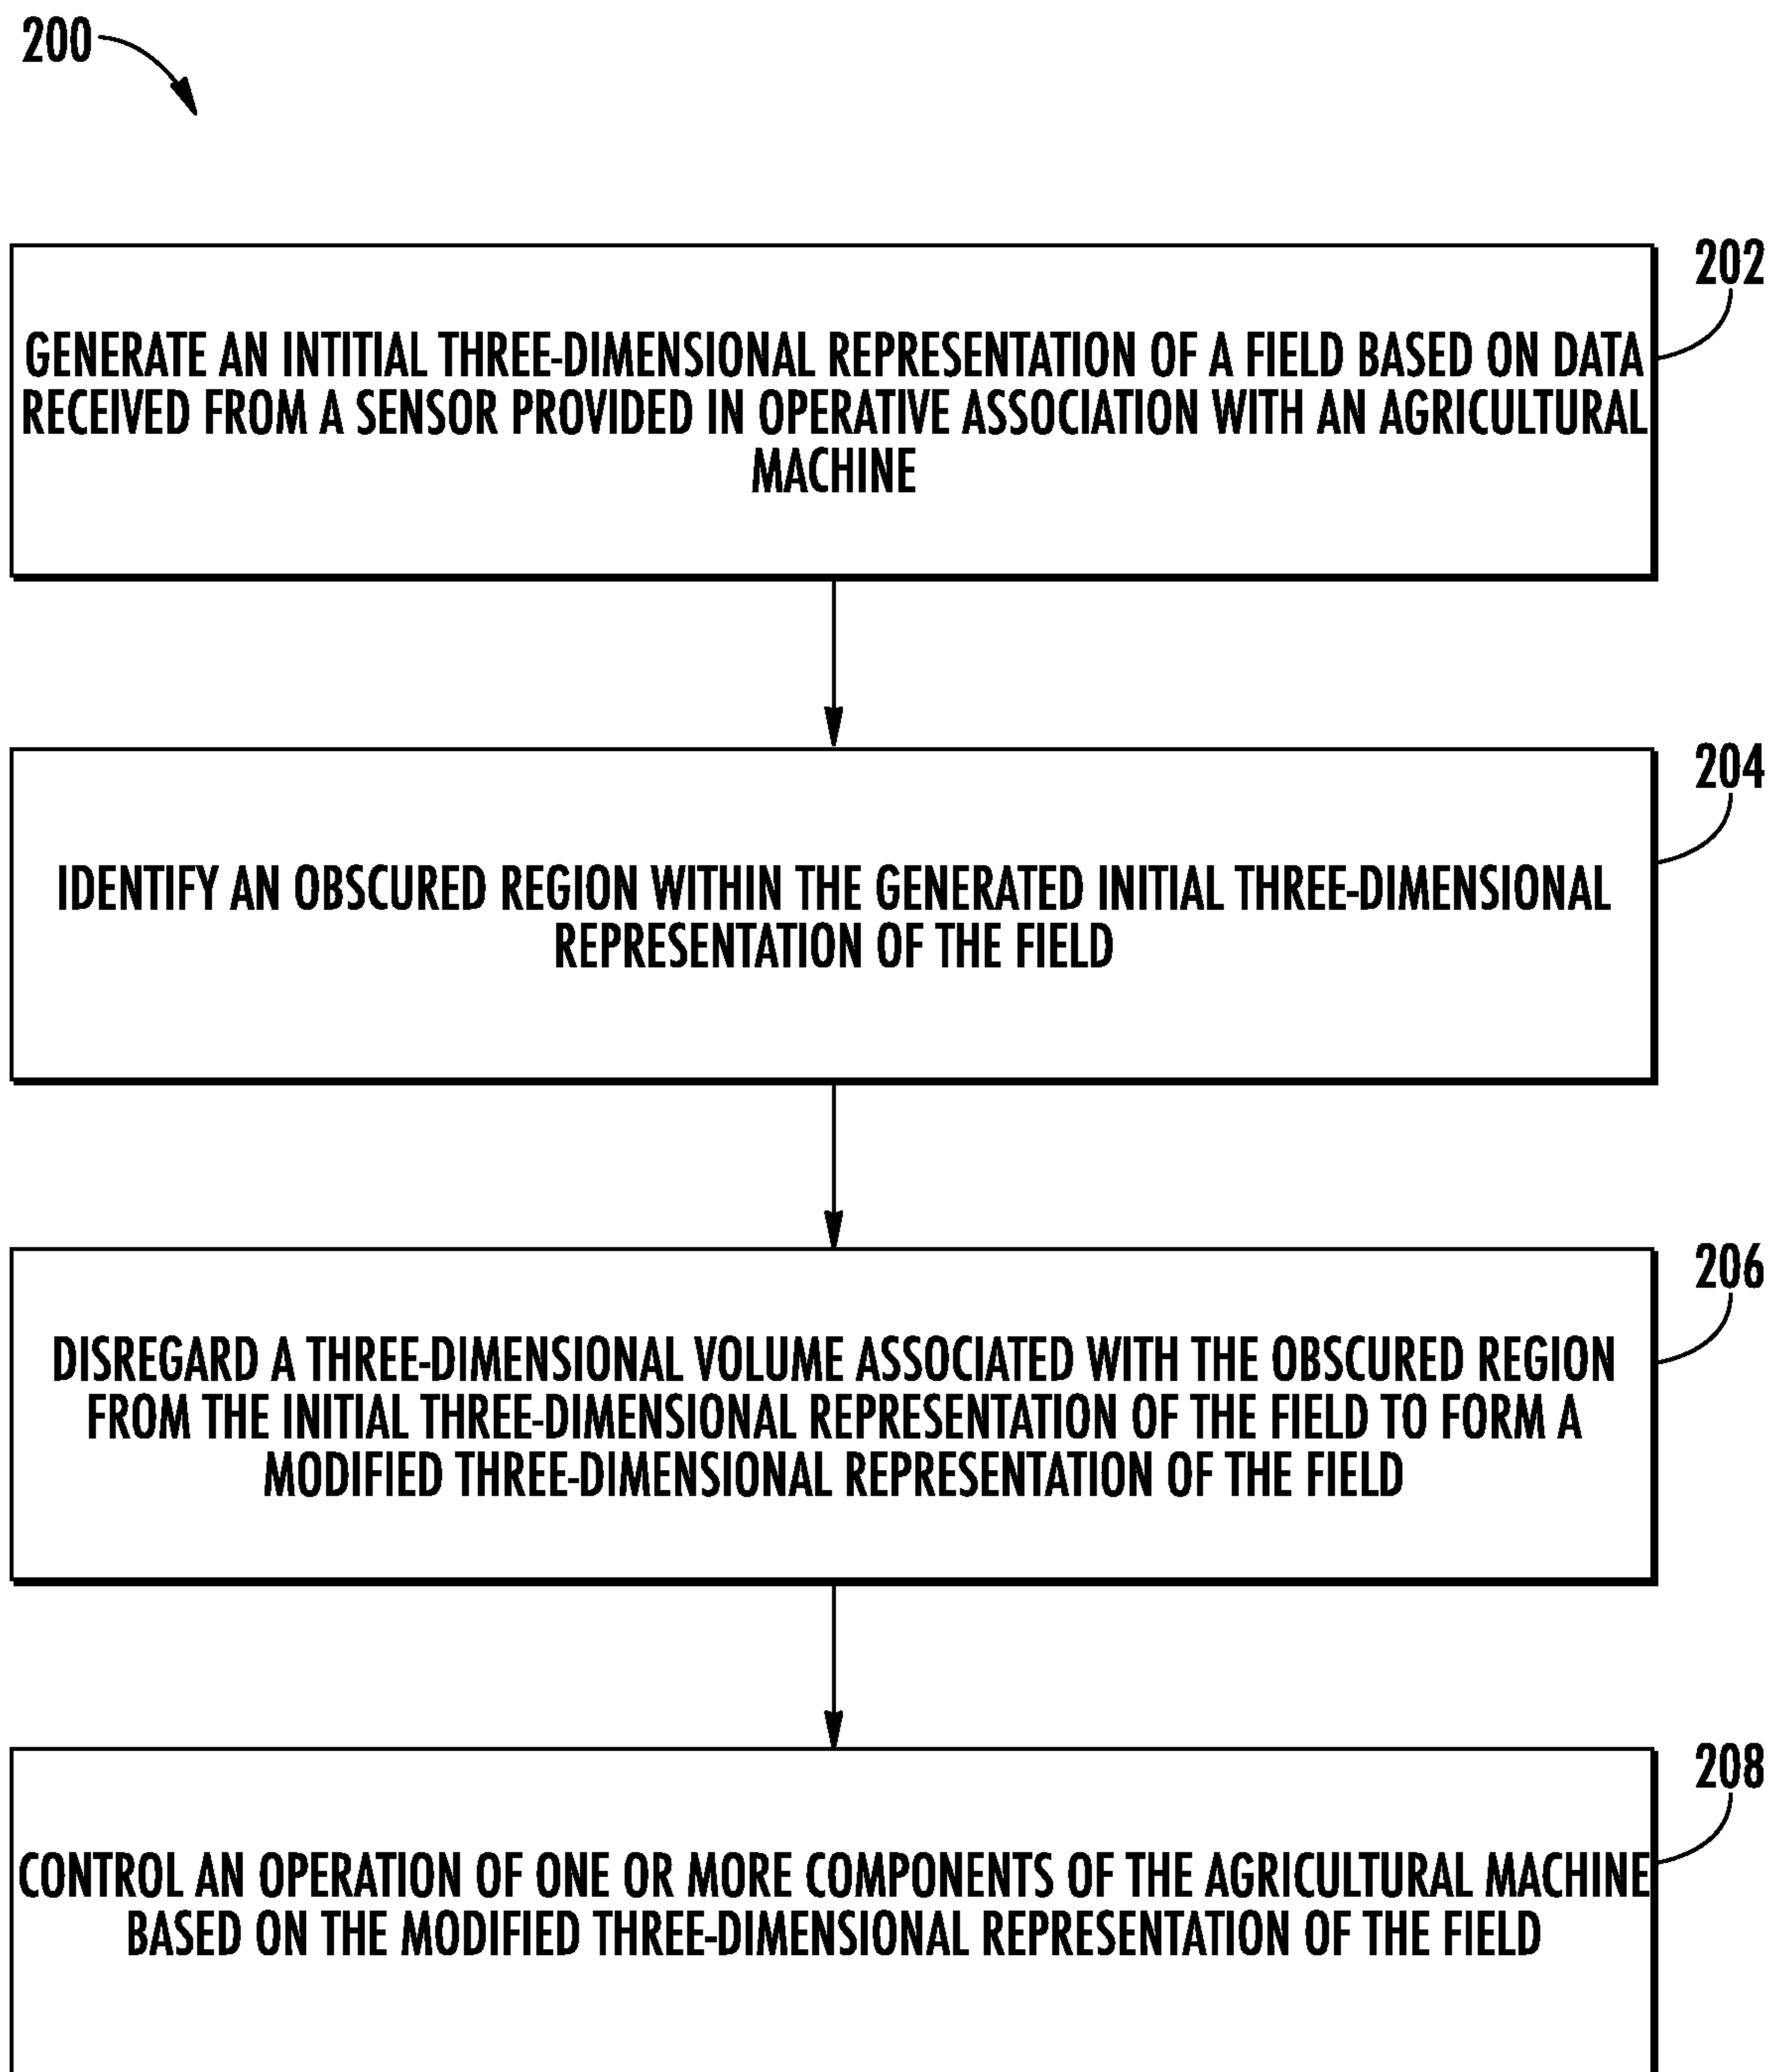 200
202
GENERATE AN INTITIAL THREE-DIMENSIONAL REPRESENTATION OF A FIELD BASED ON DATA
RECEIVED FROM A SENSOR PROVIDED IN OPERATIVE ASSOCIATION WITH AN AGRICULTURAL
MACHINE
204
IDENTIFY AN OBSCURED REGION WITHIN THE GENERATED INITIAL THREE-DIMENSIONAL
REPRESENTATION OF THE FIELD
206
DISREGARD A THREE-DIMENSIONAL VOLUME ASSOCIATED WITH THE OBSCURED REGION
FROM THE INITIAL THREE-DIMENSIONAL REPRESENTATION OF THE FIELD TO FORM A
MODIFIED THREE-DIMENSIONAL REPRESENTATION OF THE FIELD
208
CONTROL AN OPERATION OF ONE OR MORE COMPONENTS OF THE AGRICULTURAL MACHINE
BASED ON THE MODIFIED THREE-DIMENSIONAL REPRESENTATION OF THE FIELD